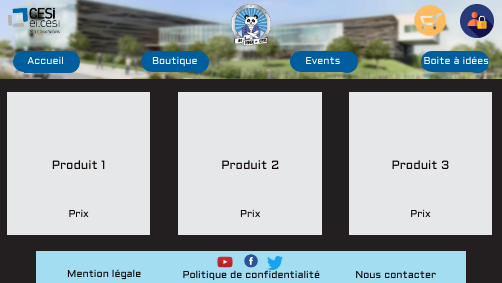 CESI
ei.cesi
Accueil
Boutique
Events
Boite à idées
Produit 1
Produit 2
Produit 3
Prix
Prix
Prix
Mention légale
Politique de confidentialité
Nous contacter